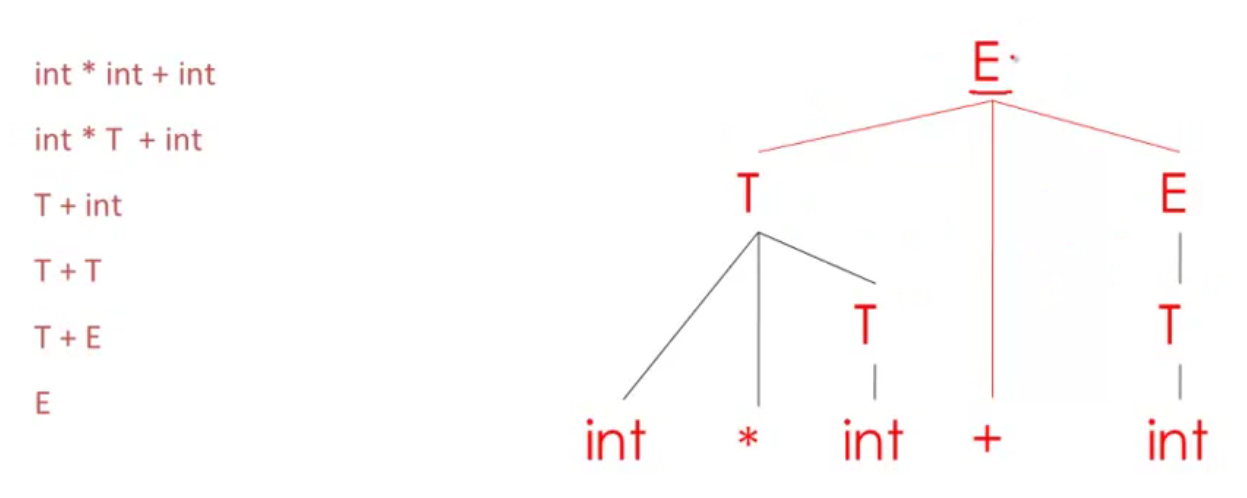 int * int + int
int * T + int
T + int
T + T
T + E
E
E
T E
T T
int * int + int